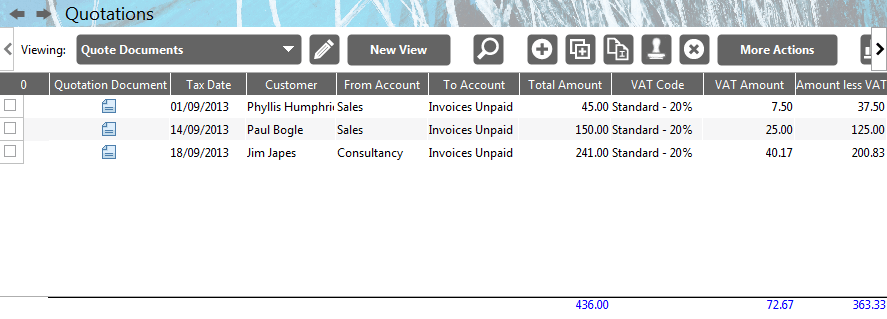 Quotations
Viewing: Quote Documents New View More Actions
0 Quotation Document Tax Date Customer From Account To Account Total Amount VAT Code VAT Amount Amount less VAT
01/09/2013 Phyllis Humphri Sales Invoices Unpaid 45.00 Standard - 20% 7.50 37.50
14/09/2013 Paul Bogle Sales Invoices Unpaid 150.00 Standard - 20% 25.00 125.00
18/09/2013 Jim Japes Consultancy Invoices Unpaid 241.00 Standard - 20% 40.17 200.83
436.00 72.67 363.33